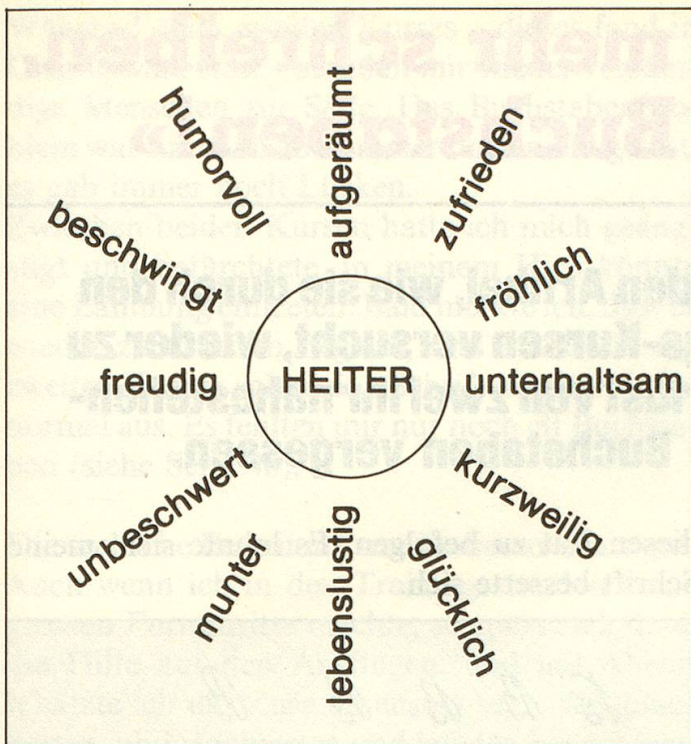 aufgeräumt
zufrieden
fröhlich
unterhaltsam
kurzweilig
glücklich
lebenslustig
munter
unbeschwert
freudig
beschwingt
humorvoll
HEITER